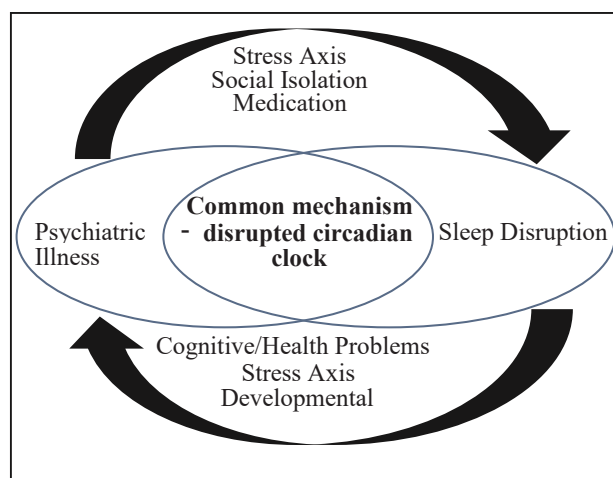 Stress Axis
Social Isolation
Medication
Common mechanism
- disrupted circadian
clock
Psychiatric
Illness
Sleep Disruption
Cognitive/Health Problems
Stress Axis
Developmental